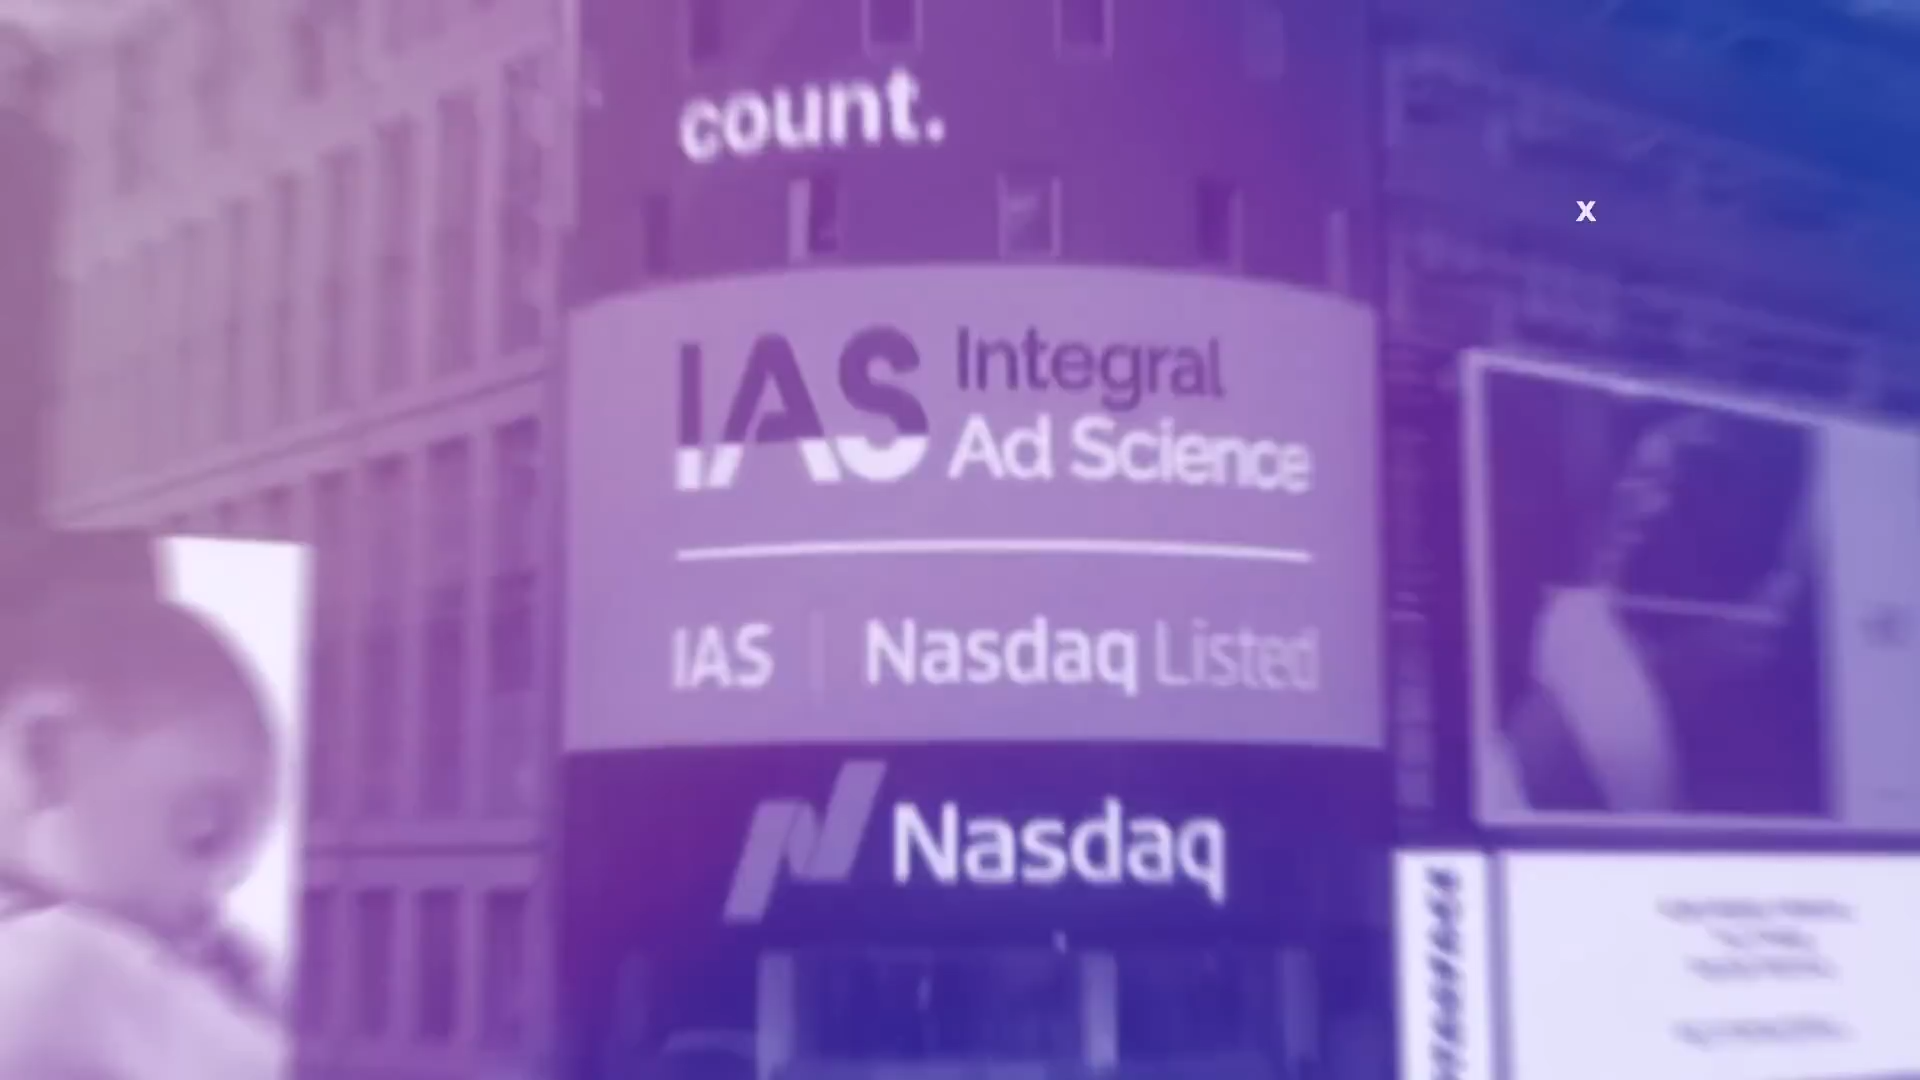 count.
x
IAS Integral
Ad Science
IAS | Nasdaq Listed
Nasdaq